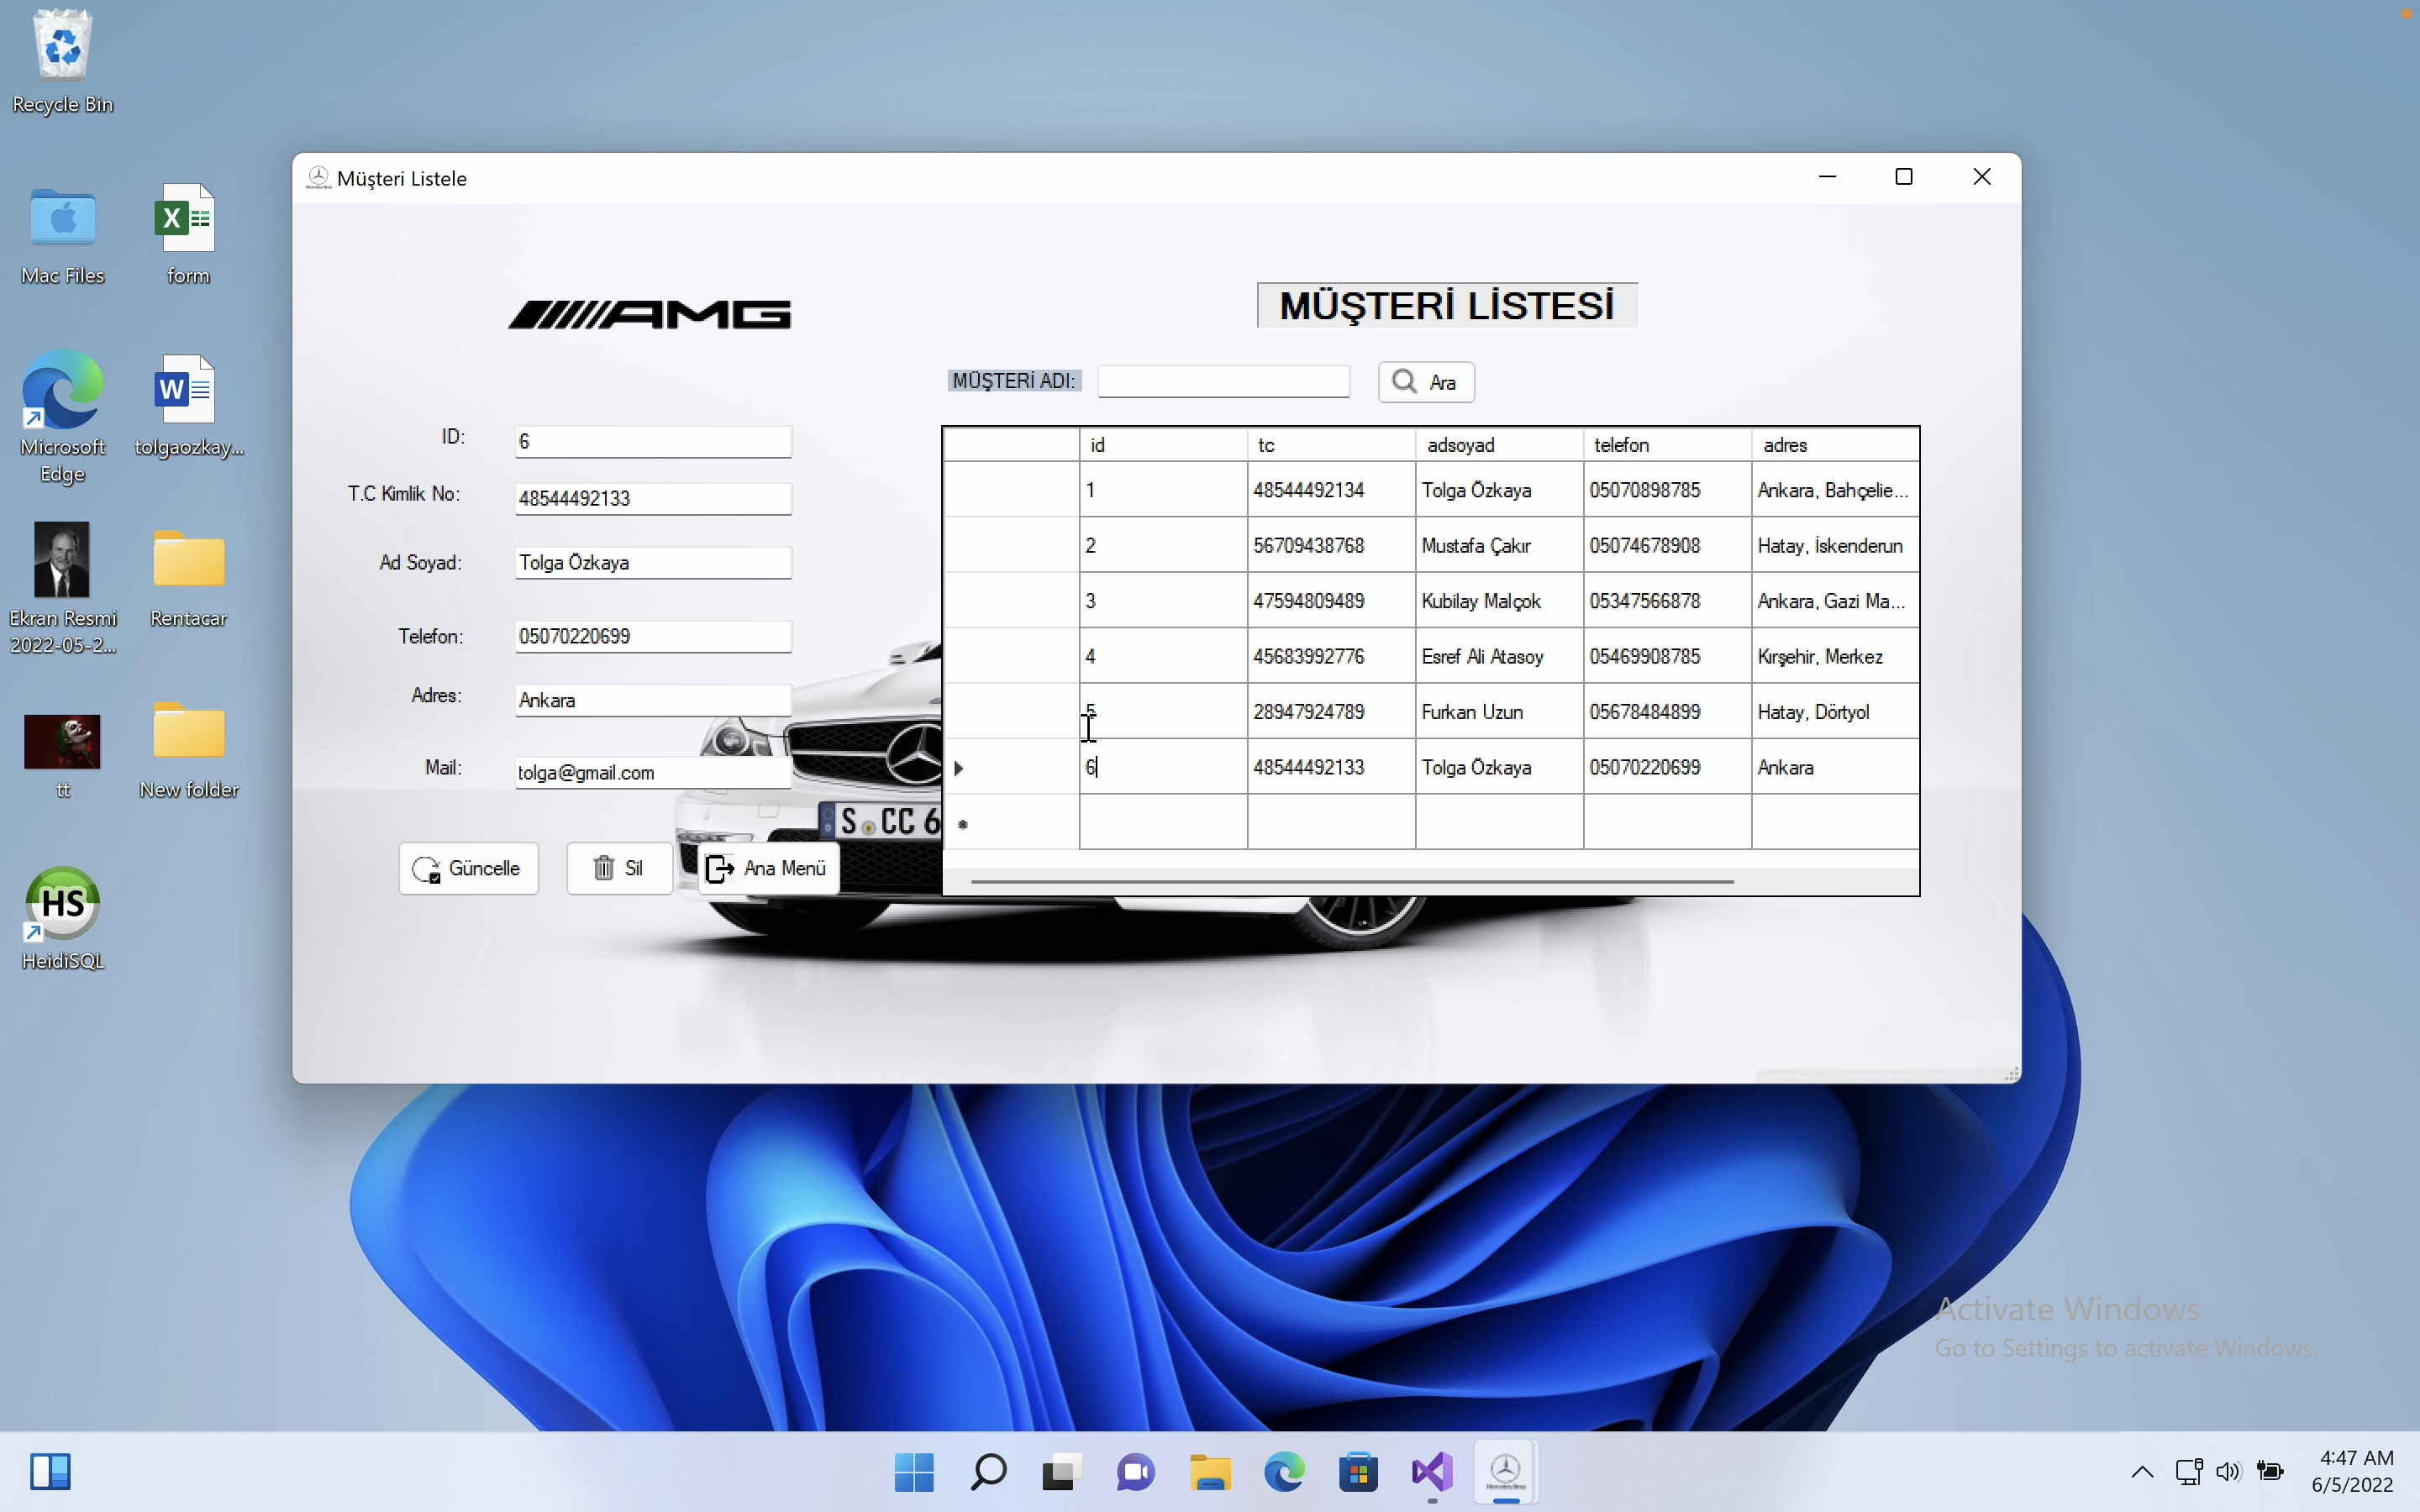 Recycle Bin
Mac Files
form
Microsoft
Edge
tolgaozkay...
Ekran Resmi
2022-05-2...
Rentacar
tt
New folder
HS
HeidiSQL
Müşteri Listele
AMG
MÜŞTERİ LİSTESİ
MÜŞTERİ ADI:
Ara
ID: 6
T.C Kimlik No: 48544492133
Ad Soyad: Tolga Özkaya
Telefon: 05070220699
Adres: Ankara
Mail: tolga@gmail.com
Güncelle Sil Ana Menü
S CC 6
id tc adsoyad telefon adres
1 48544492134 Tolga Özkaya 05070898785 Ankara, Bahçelie...
2 56709438768 Mustafa Çakır 05074678908 Hatay, İskenderun
3 47594809489 Kubilay Malçok 05347566878 Ankara, Gazi Ma...
4 45683992776 Esref Ali Atasoy 05469908785 Kırşehir, Merkez
5 28947924789 Furkan Uzun 05678484899 Hatay, Dörtyol
6 48544492133 Tolga Özkaya 05070220699 Ankara
Activate Windows
Go to Settings to activate Windows.
4:47 AM
6/5/2022